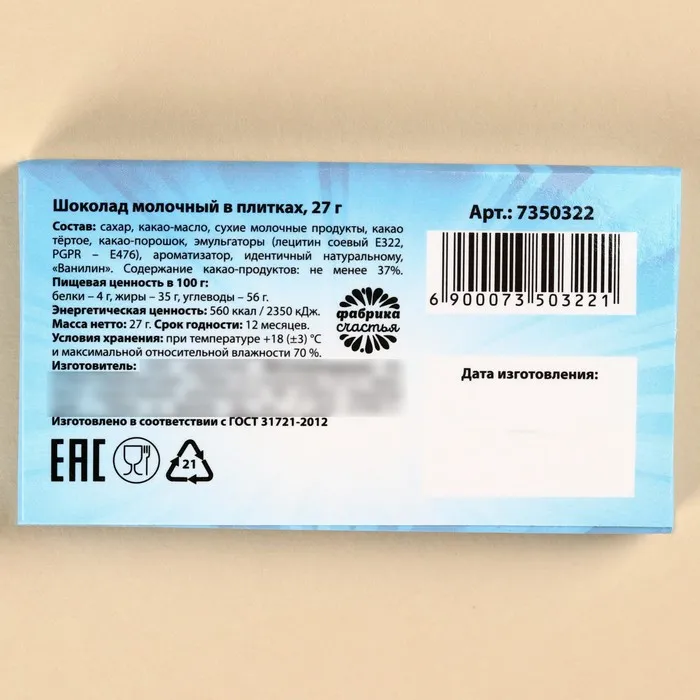 Шоколад молочный в плитках, 27 г
Состав: сахар, какао-масло, сухие молочные продукты, какао
тёртое, какао-порошок, эмульгаторы (лецитин соевый Е322,
PGPR – Е476), ароматизатор, идентичный натуральному,
«Ванилин». Содержание какао-продуктов: не менее 37%.
Пищевая ценность в 100 г:
белки – 4 г, жиры – 35 г, углеводы – 56 г.
Энергетическая ценность: 560 ккал / 2350 кДж.
Масса нетто: 27 г. Срок годности: 12 месяцев.
Условия хранения: при температуре +18 (±3) °С
и максимальной относительной влажности 70 %.
Изготовитель:
Изготовлено в соответствии с ГОСТ 31721-2012
EAC
21
фабрика
счастья
Арт.: 7350322
6 900073 503221
Дата изготовления: